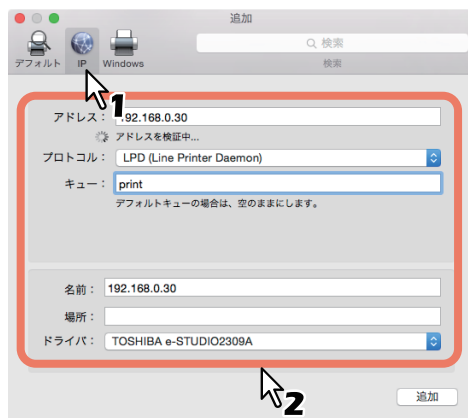 追加
デフォルト IP Windows
検索
検索
1
アドレス： 192.168.0.30
アドレスを検証中...
プロトコル： LPD (Line Printer Daemon)
キュー： print
デフォルトキューの場合は、空のままにします。
名前： 192.168.0.30
場所：
ドライバ： TOSHIBA e-STUDIO2309A
2
追加